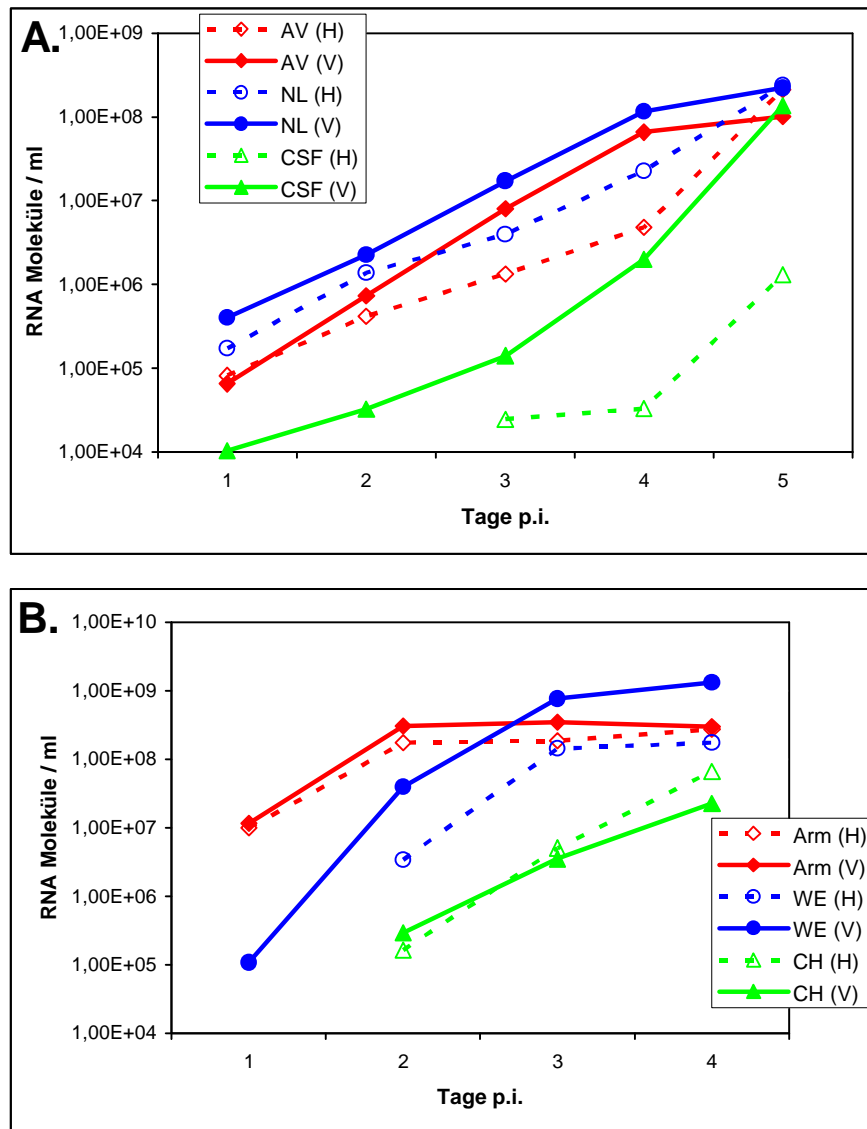 A.
AV (H)
AV (V)
NL (H)
NL (V)
CSF (H)
CSF (V)
RNA Moleküle / ml
1,00E+09
1,00E+08
1,00E+07
1,00E+06
1,00E+05
1,00E+04
1 2 3 4 5
Tage p.i.
B.
RNA Moleküle / ml
1,00E+10
1,00E+09
1,00E+08
1,00E+07
1,00E+06
1,00E+05
1,00E+04
Arm (H)
Arm (V)
WE (H)
WE (V)
CH (H)
CH (V)
1 2 3 4
Tage p.i.